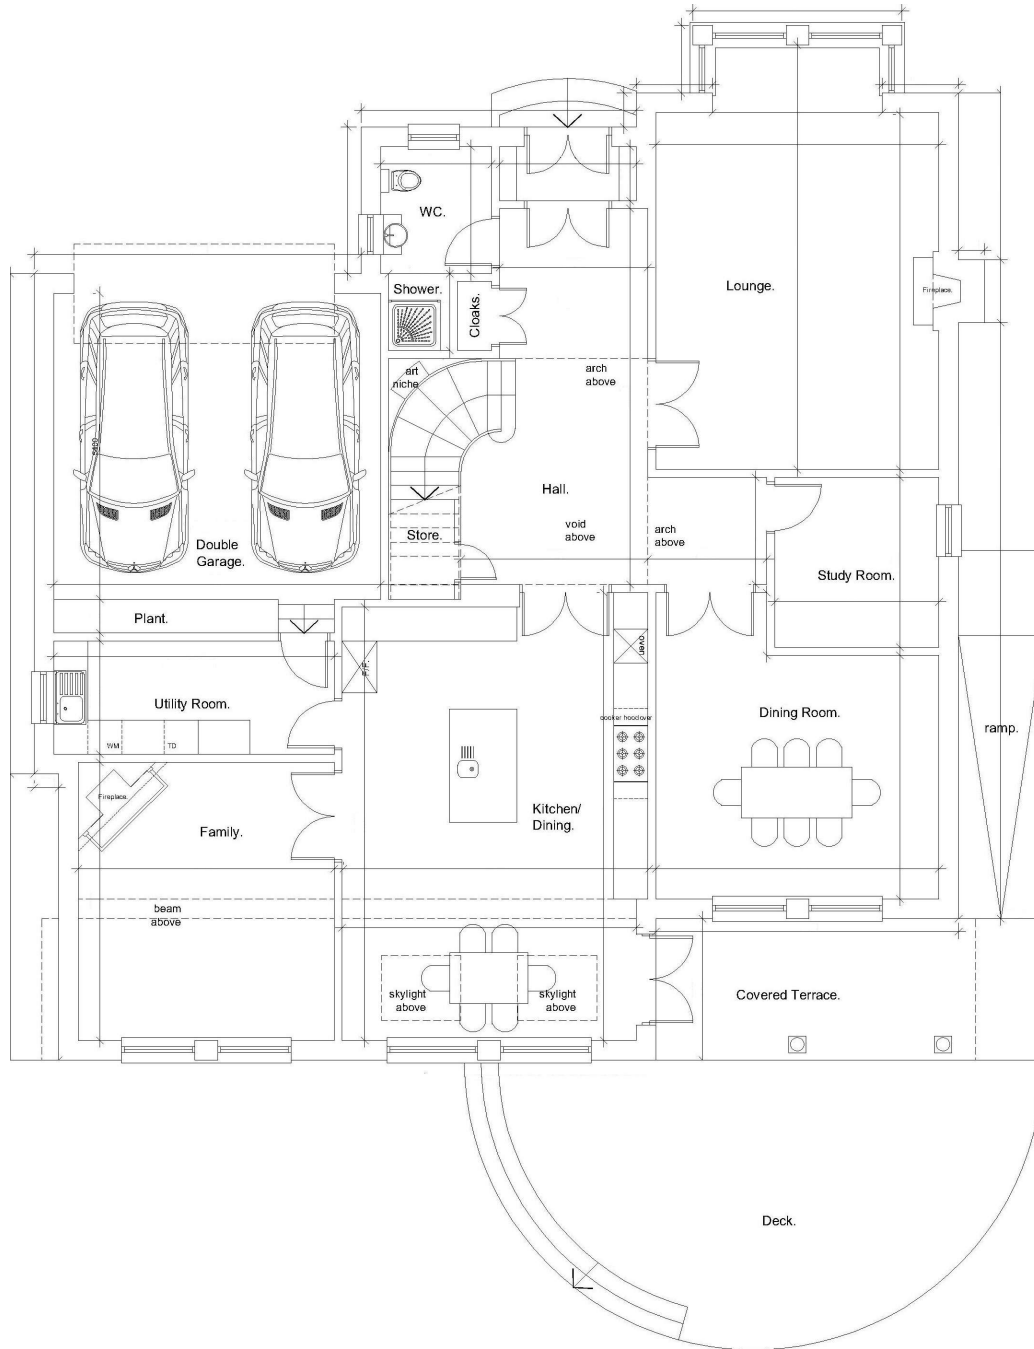 WC.
Shower.
Cloaks.
Lounge.
Fireplace.
art
niche
arch
above
5400
Hall.
Store.
void
above
arch
above
Double
Garage.
Study Room.
Plant.
F/F.
oven
Utility Room.
WM
TD
cooker hoodover
Dining Room.
ramp.
Fireplace.
Family.
Kitchen/
Dining.
beam
above
skylight
above
skylight
above
Covered Terrace.
Deck.